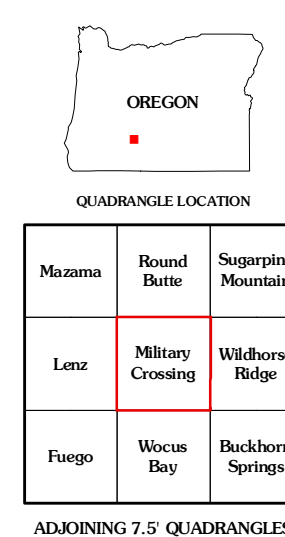 OREGON
QUADRANGLE LOCATION
Mazama
Round
Butte
Sugarpin
Mountain
Lenz
Military
Crossing
Wildhors
Ridge
Fuego
Wocus
Bay
Buckhorn
Springs
ADJOINING 7.5' QUADRANGLES